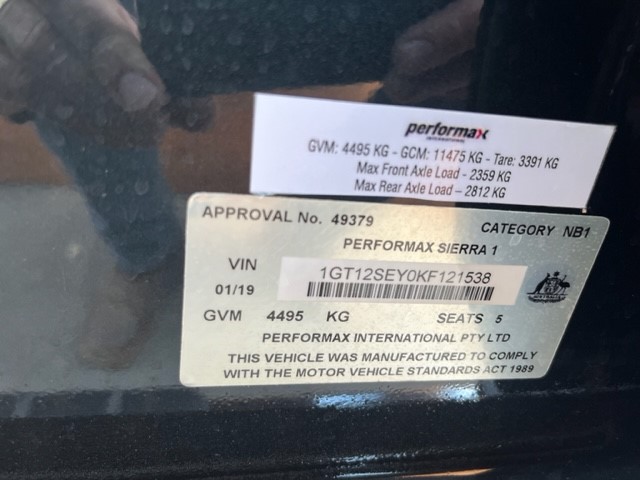 performax
INTERNATIONAL
GVM: 4495 KG - GCM: 11475 KG - Tare: 3391 KG
Max Front Axle Load - 2359 KG
Max Rear Axle Load - 2812 KG
APPROVAL No. 49379
CATEGORY NB1
PERFORMAX SIERRA 1
VIN
1GT12SEY0KF121538
01/19
GVM 4495 KG SEATS 5
PERFORMAX INTERNATIONAL PTY LTD
THIS VEHICLE WAS MANUFACTURED TO COMPLY
WITH THE MOTOR VEHICLE STANDARDS ACT 1989
AUSTRALIA